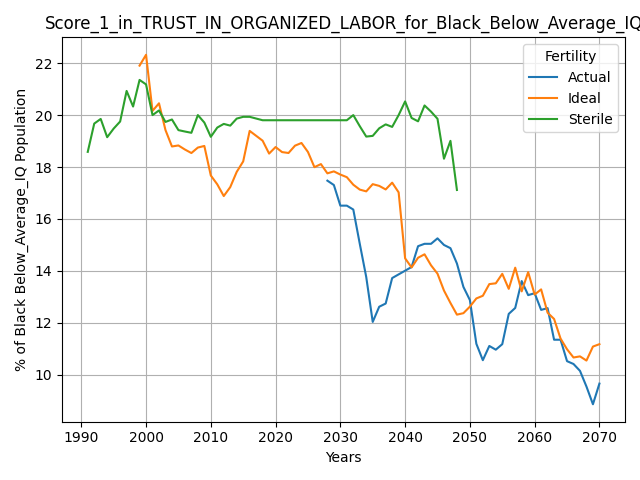 Score_1_in_TRUST_IN_ORGANIZED_LABOR_for_Black_Below_Average_IQ
% of Black Below_Average_IQ Population
22
20
18
16
14
12
10
Fertility
Actual
Ideal
Sterile
1990 2000 2010 2020 2030 2040 2050 2060 2070
Years